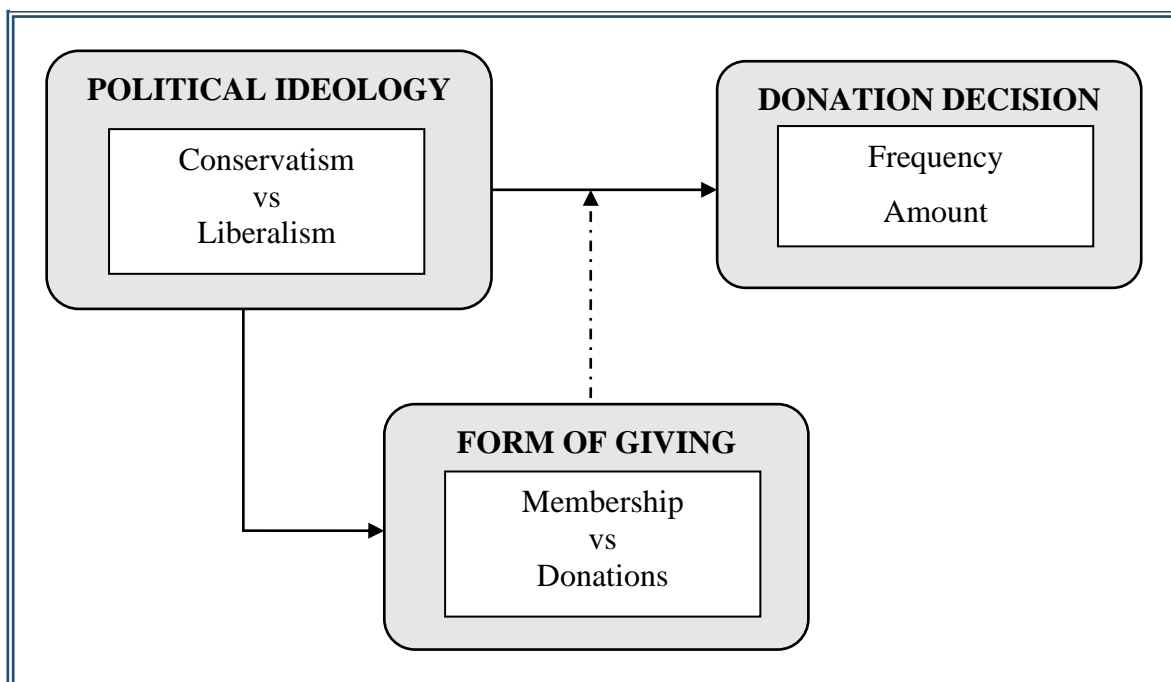 POLITICAL IDEOLOGY
Conservatism
vs
Liberalism
DONATION DECISION
Frequency
Amount
FORM OF GIVING
Membership
vs
Donations